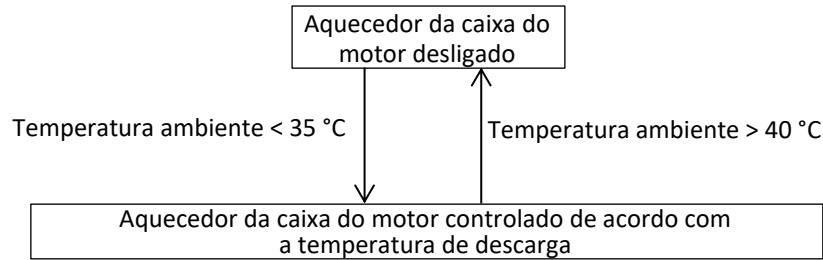 Aquecedor da caixa do
motor desligado
Temperatura ambiente < 35 °C
Temperatura ambiente > 40 °C
Aquecedor da caixa do motor controlado de acordo com
a temperatura de descarga